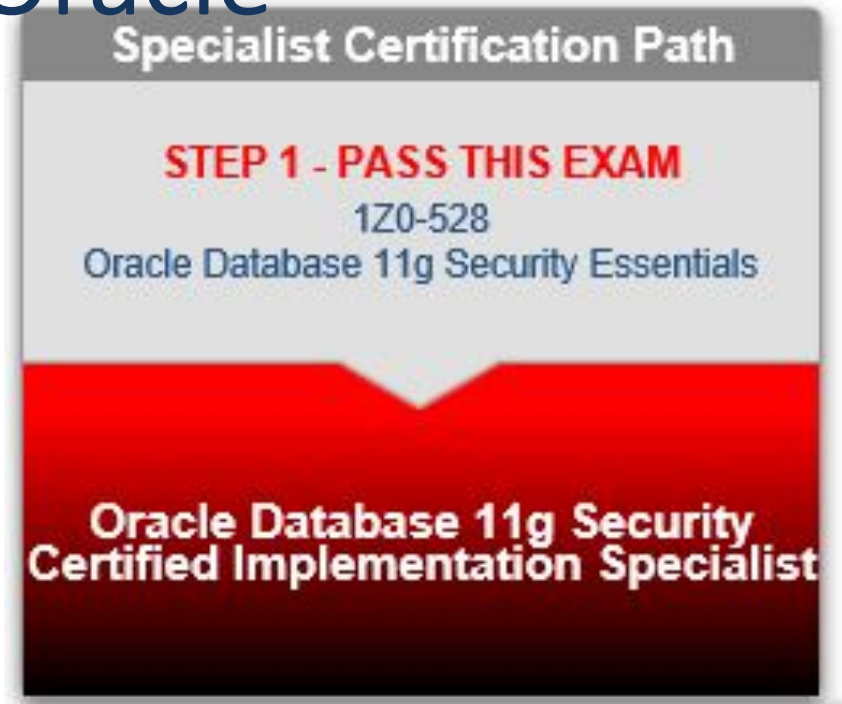 Oracle
Specialist Certification Path
STEP 1 - PASS THIS EXAM
1Z0-528
Oracle Database 11g Security Essentials
Oracle Database 11g Security
Certified Implementation Specialist